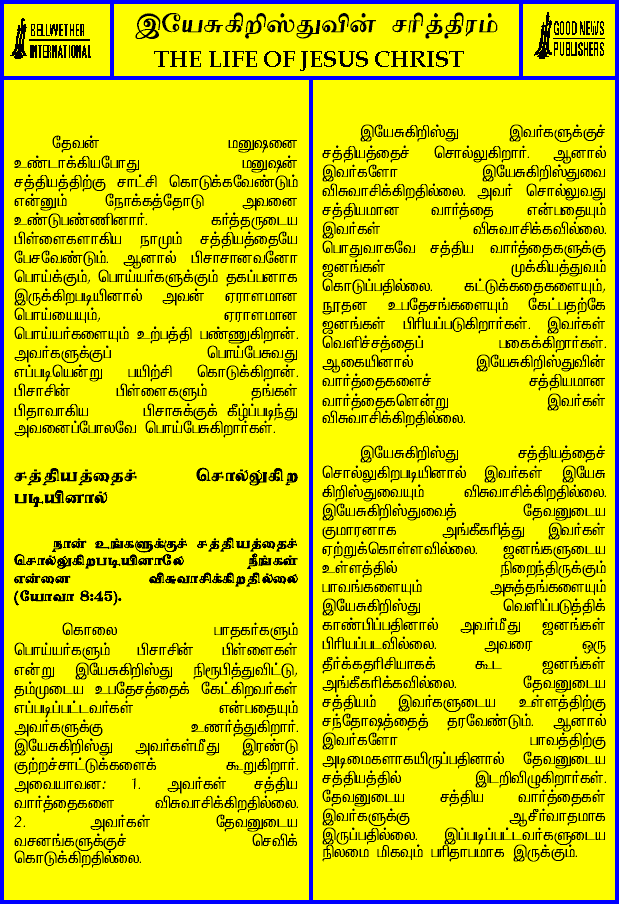 BELLWETHER
INTERNATIONAL
இயேசுகிறிஸ்துவின் சரித்திரம்
THE LIFE OF JESUS CHRIST
GOOD NEWS
PUBLISHERS
தேவன் மனுஷனை
உண்டாக்கியபோது மனுஷன்
சத்தியத்திற்கு சாட்சி கொடுக்கவேண்டும்
என்னும் நோக்கத்தோடு அவனை
உண்டுபண்ணினார். கர்த்தருடைய
பிள்ளைகளாகிய நாமும் சத்தியத்தையே
பேசவேண்டும். ஆனால் பிசாசானவனோ
பொய்க்கும், பொய்யர்களுக்கும் தகப்பனாக
இருக்கிறபடியினால் அவன் ஏராளமான
பொய்யையும், ஏராளமான
பொய்யர்களையும் உற்பத்தி பண்ணுகிறான்.
அவர்களுக்குப் பொய்பேசுவது
எப்படியென்று பயிற்சி கொடுக்கிறான்.
பிசாசின் பிள்ளைகளும் தங்கள்
பிதாவாகிய பிசாசுக்குக் கீழ்ப்படிந்து
அவனைப்போலவே பொய்பேசுகிறார்கள்.
சத்தியத்தைச் சொல்லுகிற
படியினால்
நான் உங்களுக்குச் சத்தியத்தைச்
சொல்லுகிறபடியினாலே நீங்கள்
என்னை விசுவாசிக்கிறதில்லை
(யோவா 8:45).
கொலை பாதகர்களும்
பொய்யர்களும் பிசாசின் பிள்ளைகள்
என்று இயேசுகிறிஸ்து நிரூபித்துவிட்டு,
தம்முடைய உபதேசத்தைக் கேட்கிறவர்கள்
எப்படிப்பட்டவர்கள் என்பதையும்
அவர்களுக்கு உணர்த்துகிறார்.
இயேசுகிறிஸ்து அவர்கள்மீது இரண்டு
குற்றச்சாட்டுக்களைக் கூறுகிறார்.
அவையாவன: 1. அவர்கள் சத்திய
வார்த்தைகளை விசுவாசிக்கிறதில்லை.
2. அவர்கள் தேவனுடைய
வசனங்களுக்குச் செவிக்
கொடுக்கிறதில்லை.
இயேசுகிறிஸ்து இவர்களுக்குச்
சத்தியத்தைச் சொல்லுகிறார். ஆனால்
இவர்களோ இயேசுகிறிஸ்துவை
விசுவாசிக்கிறதில்லை. அவர் சொல்லுவது
சத்தியமான வார்த்தை என்பதையும்
இவர்கள் விசுவாசிக்கவில்லை.
பொதுவாகவே சத்திய வார்த்தைகளுக்கு
ஜனங்கள் முக்கியத்துவம்
கொடுப்பதில்லை. கட்டுக்கதைகளையும்,
நூதன உபதேசங்களையும் கேட்பதற்கே
ஜனங்கள் பிரியப்படுகிறார்கள். இவர்கள்
வெளிச்சத்தைப் பகைக்கிறார்கள்.
ஆகையினால் இயேசுகிறிஸ்துவின்
வார்த்தைகளைச் சத்தியமான
வார்த்தைகளென்று இவர்கள்
விசுவாசிக்கிறதில்லை.
இயேசுகிறிஸ்து சத்தியத்தைச்
சொல்லுகிறபடியினால் இவர்கள் இயேசு
கிறிஸ்துவையும் விசுவாசிக்கிறதில்லை.
இயேசுகிறிஸ்துவைத் தேவனுடைய
குமாரனாக அங்கீகரித்து இவர்கள்
ஏற்றுக்கொள்ளவில்லை. ஜனங்களுடைய
உள்ளத்தில் நிறைந்திருக்கும்
பாவங்களையும் அசுத்தங்களையும்
இயேசுகிறிஸ்து வெளிப்படுத்திக்
காண்பிப்பதினால் அவர்மீது ஜனங்கள்
பிரியப்படவில்லை. அவரை ஒரு
தீர்க்கதரிசியாகக் கூட ஜனங்கள்
அங்கீகரிக்கவில்லை. தேவனுடைய
சத்தியம் இவர்களுடைய உள்ளத்திற்கு
சந்தோஷத்தைத் தரவேண்டும். ஆனால்
இவர்களோ பாவத்திற்கு
அடிமைகளாகயிருப்பதினால் தேவனுடைய
சத்தியத்தில் இடறிவிழுகிறார்கள்.
தேவனுடைய சத்திய வார்த்தைகள்
இவர்களுக்கு ஆசீர்வாதமாக
இருப்பதில்லை. இப்படிப்பட்டவர்களுடைய
நிலமை மிகவும் பரிதாபமாக இருக்கும்.